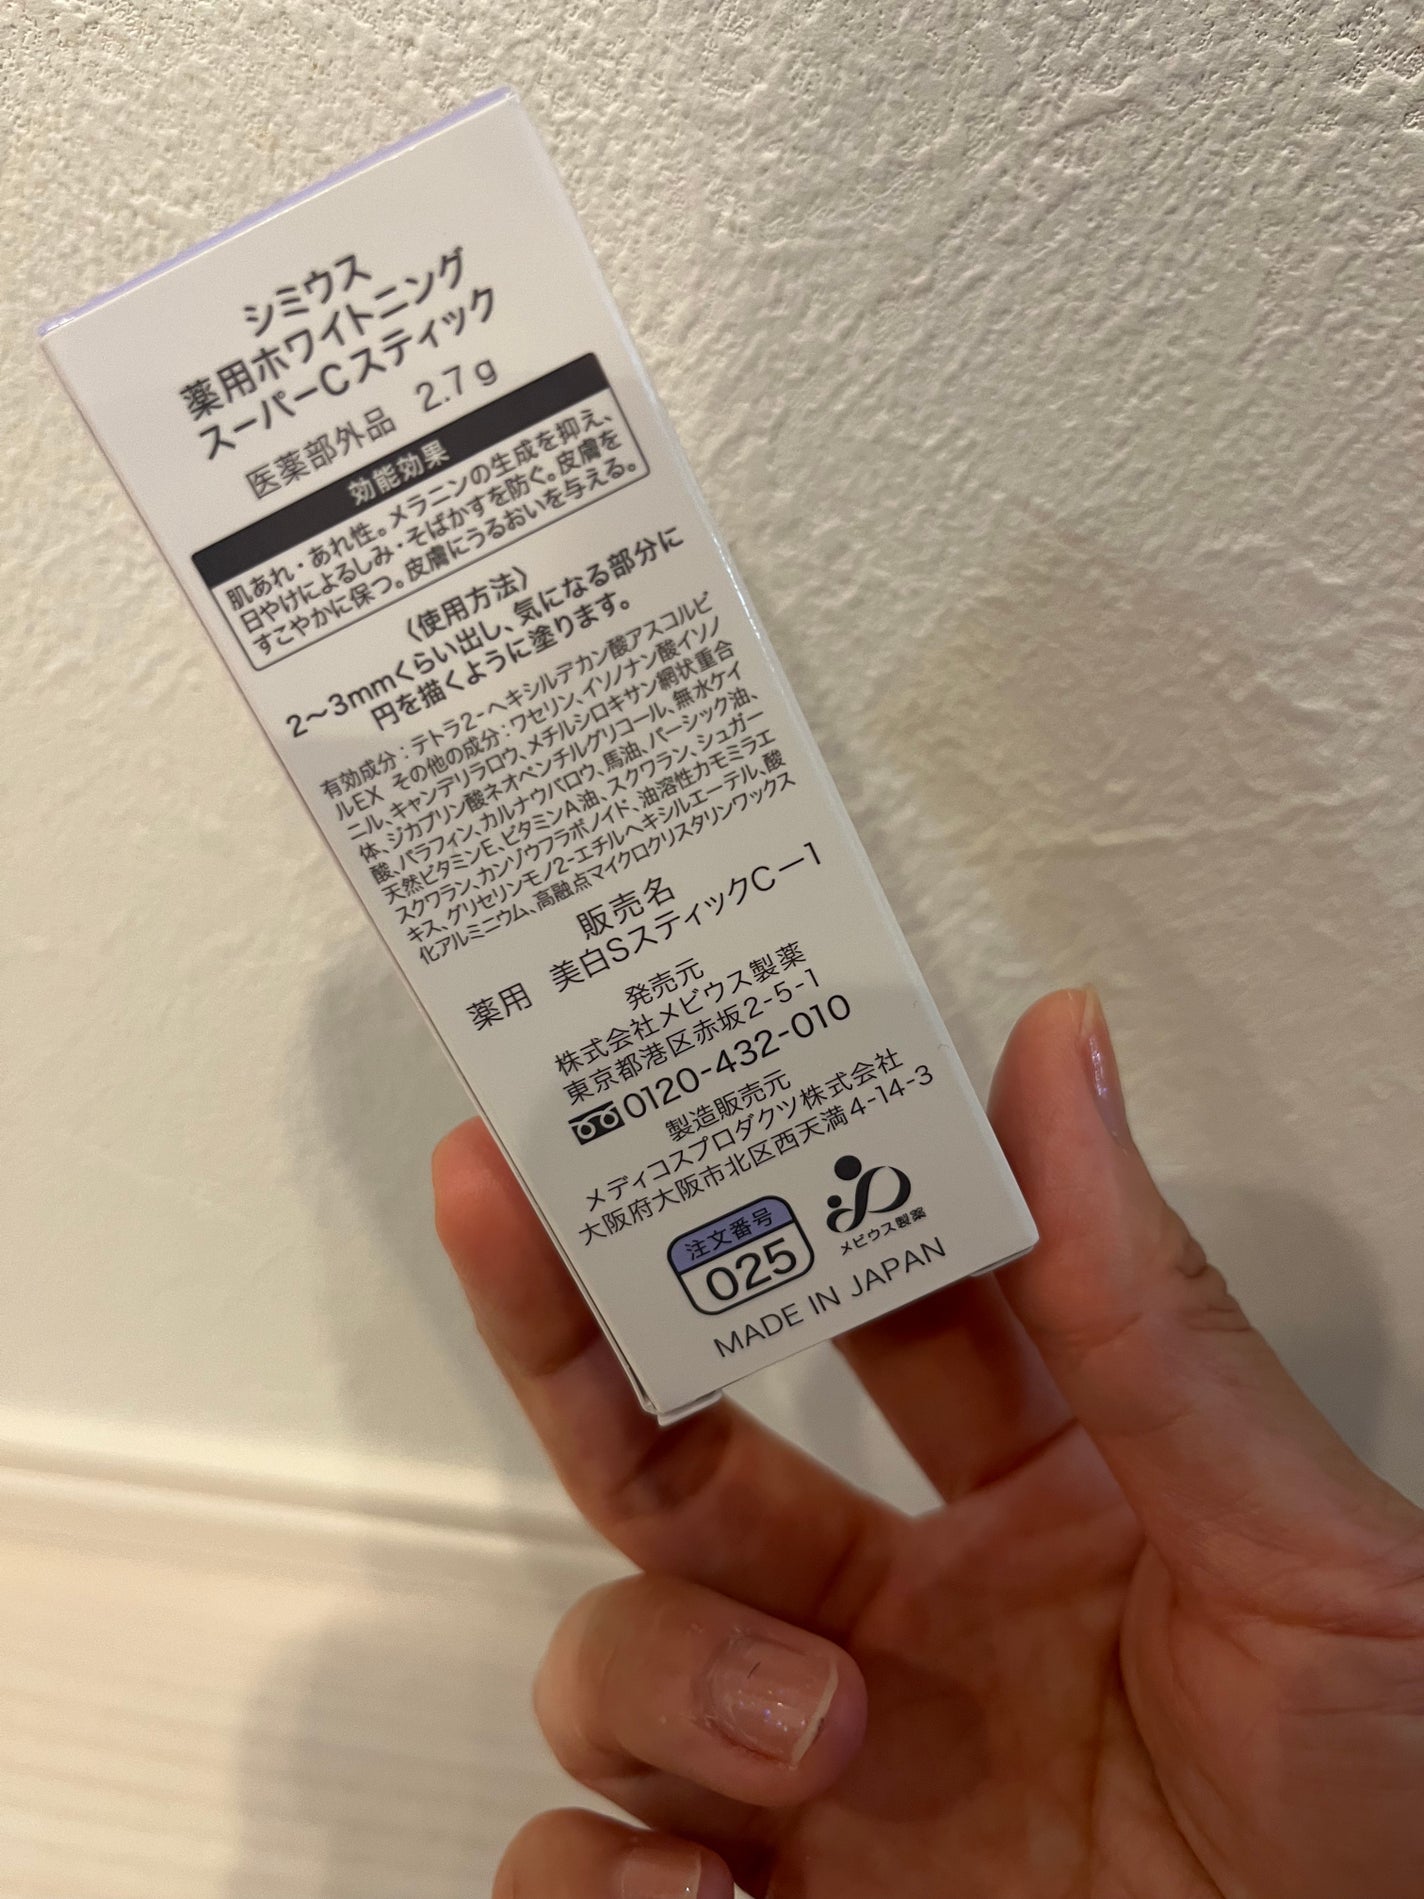 シミウス
薬用ホワイトニング
スーパーCスティック
医薬部外品 2.7g
効能効果
肌あれ・あれ性。メラニンの生成を抑え、
日やけによるしみ・そばかすを防ぐ。皮膚を
すこやかに保つ。皮膚にうるおいを与える。
〈使用方法〉
2〜3mmくらい出し、気になる部分に
円を描くように塗ります。
有効成分：テトラ2-ヘキシルデカン酸アスコルビ
ルEX その他の成分：ワセリン、イソノナン酸イソノ
ニル、キャンデリラロウ、メチルシロキサン網状重合
体、ジカプリン酸ネオペンチルグリコール、無水ケイ
酸、パラフィン、カルナウバロウ、馬油、パーシック油、
天然ビタミンE、ビタミンA油、スクワラン、シュガー
スクワラン、カンゾウフラボノイド、油溶性カモミラエ
キス、グリセリンモノ2-エチルヘキシルエーテル、酸
化アルミニウム、高融点マイクロクリスタリンワックス
販売名
薬用 美白SスティックC－1
発売元
株式会社メビウス製薬
東京都港区赤坂2-5-1
0120-432-010
製造販売元
メディコスプロダクツ株式会社
大阪府大阪市北区西天満4-14-3
注文番号
025
メビウス製薬
MADE IN JAPAN